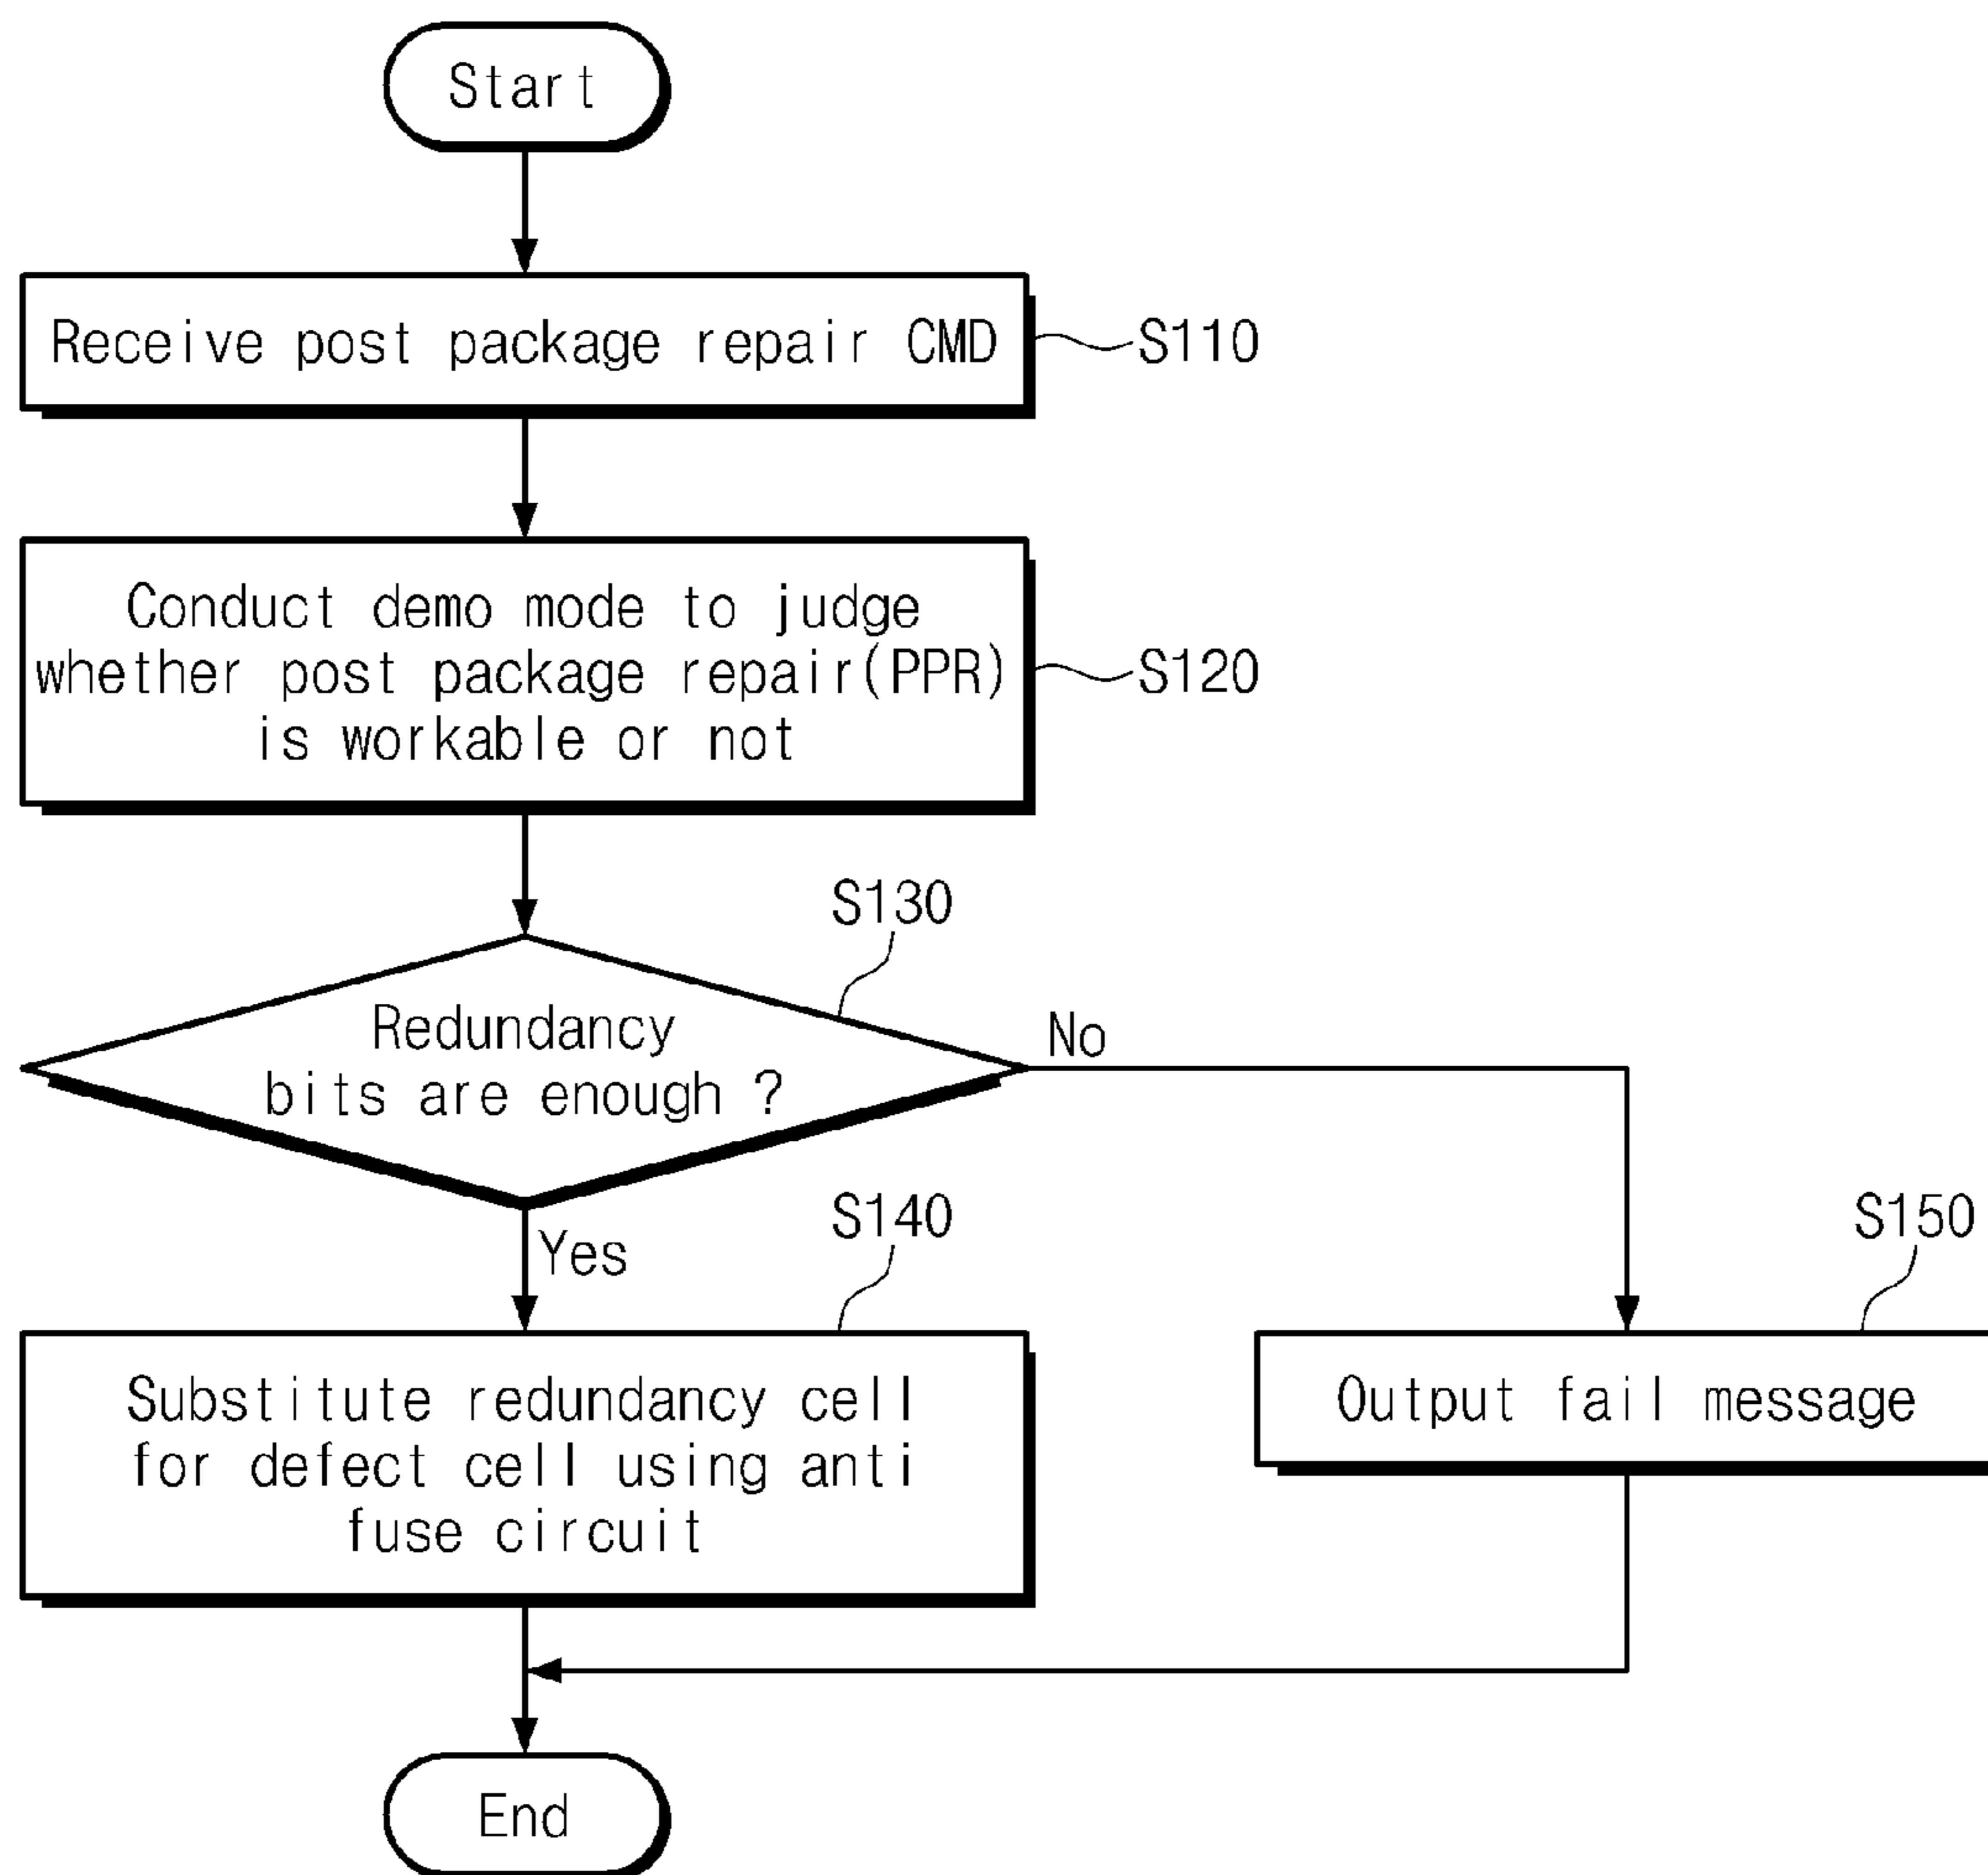 Start
Receive post package repair CMD
S110
Conduct demo mode to judge
whether post package repair(PPR)
is workable or not
S120
S130
Redundancy
bits are enough ?
No
Yes
S140
Substitute redundancy cell
for defect cell using anti
fuse circuit
S150
Output fail message
End